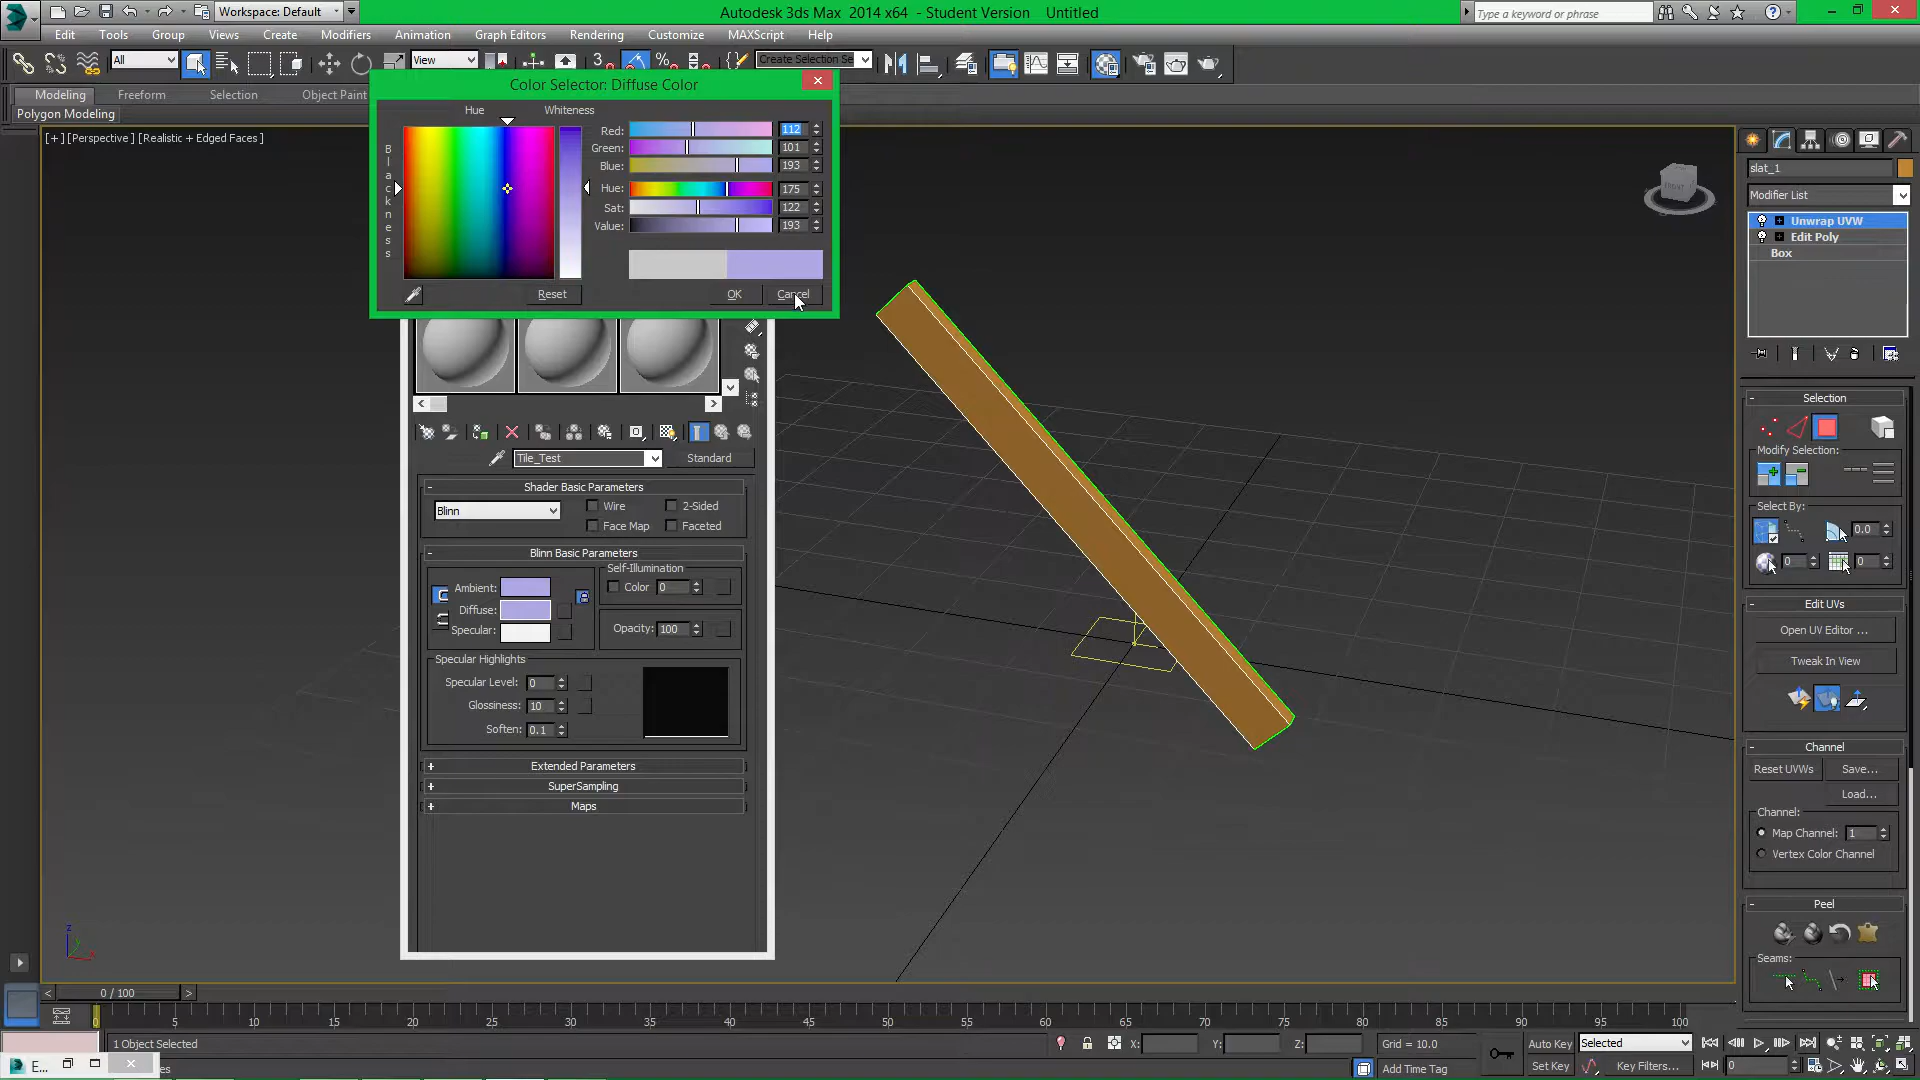 Workspace: Default
Autodesk 3ds Max 2014 x64 - Student Version Untitled
Type a keyword or phrase
Edit Tools Group Views Create Modifiers Animation Graph Editors Rendering Customize MAXScript Help
All
View
3
%
Create Selection Se
Color Selector: Diffuse Color
Modeling Freeform Selection Object Paint
Polygon Modeling
Hue Whiteness
Blackness
Red: 112
Green: 101
Blue: 193
Hue: 175
Sat: 122
Value: 193
Reset OK Cancel
[+] [Perspective] [Realistic + Edged Faces]
Tile_Test Standard
Shader Basic Parameters
Blinn Wire 2-Sided
Face Map Faceted
Blinn Basic Parameters
Self-Illumination
Ambient: Color 0
Diffuse:
Specular: Opacity: 100
Specular Highlights
Specular Level: 0
Glossiness: 10
Soften: 0.1
Extended Parameters
SuperSampling
Maps
slat_1
Modifier List
Unwrap UVW
Edit Poly
Box
Selection
Modify Selection:
Select By:
0.0
0 0
Edit UVs
Open UV Editor ...
Tweak In View
Channel
Reset UVWs Save...
Load...
Channel:
Map Channel: 1
Vertex Color Channel
Peel
Seams:
z
y
x
0 / 100
5 10 15 20 25 30 35 40 45 50 55 60 65 70 75 80 85 90 95 100
1 Object Selected X: Y: Z: Grid = 10.0 Auto Key Selected
E...
Add Time Tag Set Key Key Filters... 0